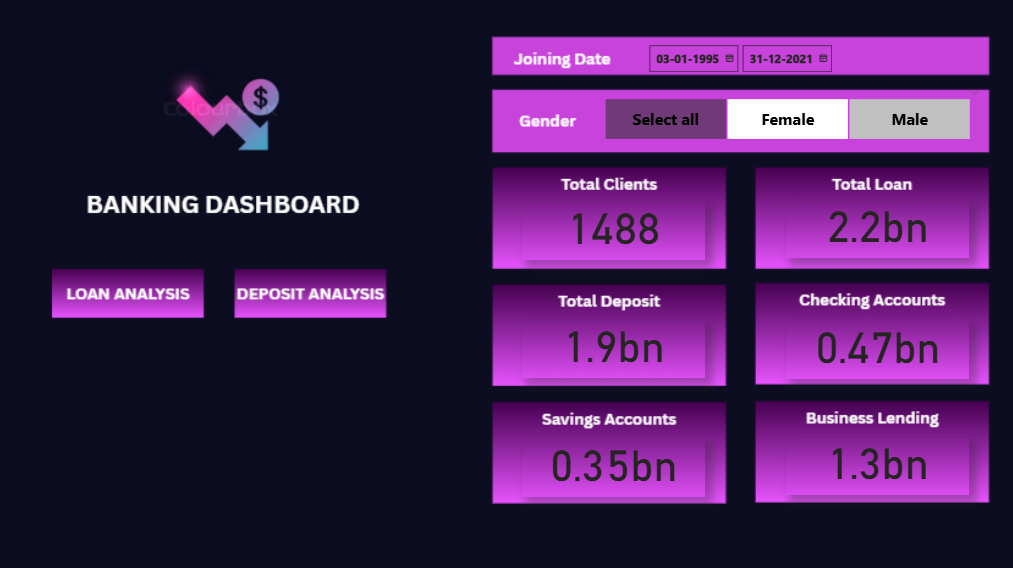 $
BANKING DASHBOARD
LOAN ANALYSIS
DEPOSIT ANALYSIS
Joining Date
03-01-1995
31-12-2021
Gender
Select all
Female
Male
Total Clients
1488
Total Loan
2.2bn
Total Deposit
1.9bn
Checking Accounts
0.47bn
Savings Accounts
0.35bn
Business Lending
1.3bn